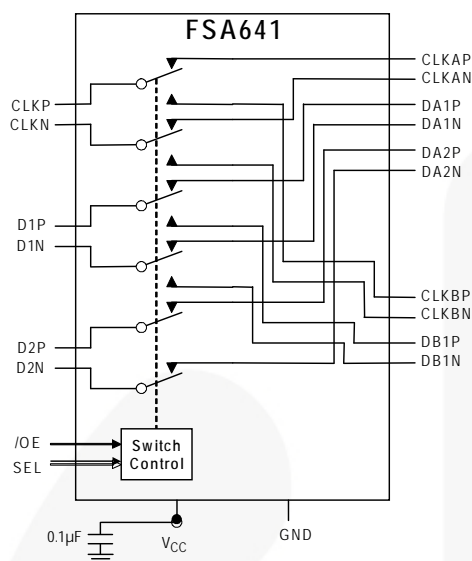 FSA641
CLKP
CLKN
D1P
D1N
D2P
D2N
/OE
SEL
Switch
Control
CLKAP
CLKAN
DA1P
DA1N
DA2P
DA2N
CLKBP
CLKBN
DB1P
DB1N
0.1µF
VCC
GND